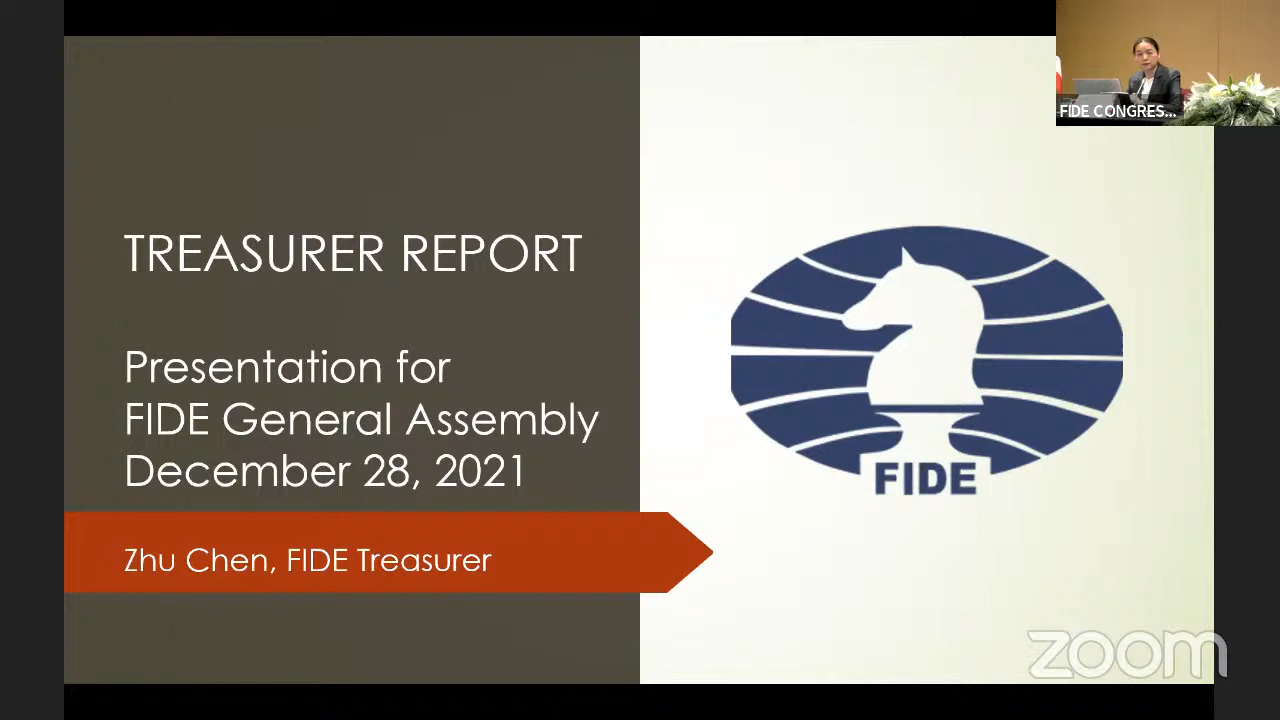 FIDE CONGRES...
TREASURER REPORT
Presentation for
FIDE General Assembly
December 28, 2021
FIDE
Zhu Chen, FIDE Treasurer
zoom